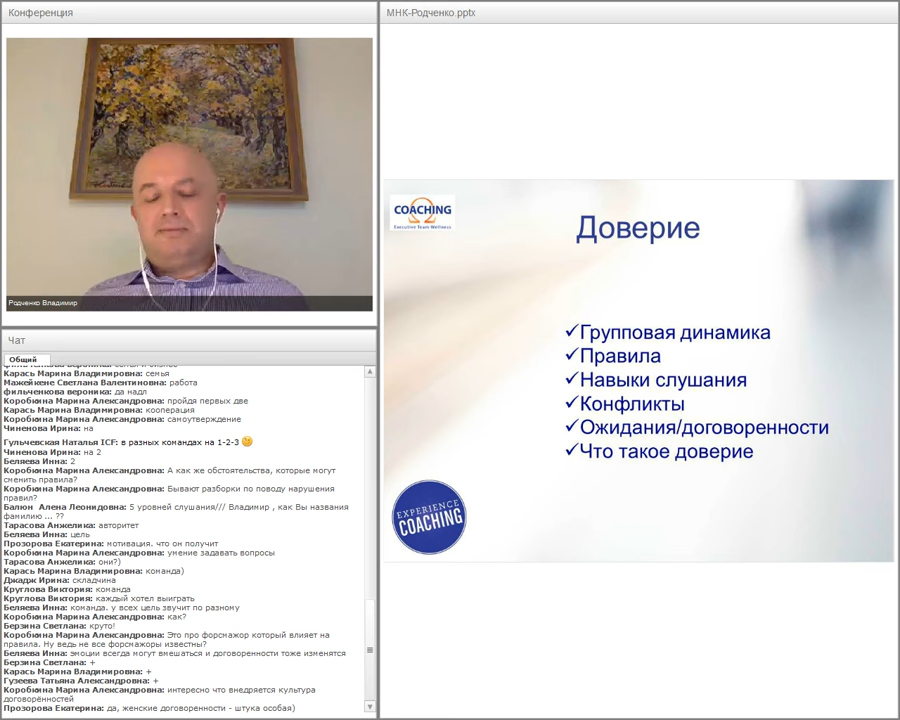 Конференция
Родченко Владимир
Чат
Общий
Карась Марина Владимировна: семья
Мажейкене Светлана Валентиновна: работа
фильченкова вероника: да надл
Коробкина Марина Александровна: пройдя первых две
Карась Марина Владимировна: кооперация
Коробкина Марина Александровна: самоутверждение
Чиненова Ирина: на
Гульчевская Наталья ICF: в разных командах на 1-2-3
Чиненова Ирина: на 2
Беляева Инна: 2
Коробкина Марина Александровна: А как же обстоятельства, которые могут
сменить правила?
Коробкина Марина Александровна: Бывают разборки по поводу нарушения
правил?
Балюн Алена Леонидовна: 5 уровней слушания/// Владимир , как Вы названия
фамилию ... ??
Тарасова Анжелика: авторитет
Беляева Инна: цель
Прозорова Екатерина: мотивация. что он получит
Коробкина Марина Александровна: умение задавать вопросы
Тарасова Анжелика: они?)
Карась Марина Владимировна: команда)
Джадж Ирина: складчина
Круглова Виктория: команда
Круглова Виктория: каждый хотел выиграть
Беляева Инна: команда. у всех цель звучит по разному
Коробкина Марина Александровна: как?
Берзина Светлана: круто!
Коробкина Марина Александровна: Это про форсмажор который влияет на
правила. Ну ведь не все форсмажоры известны?
Беляева Инна: эмоции всегда могут вмешаться и договоренности тоже изменятся
Берзина Светлана: +
Карась Марина Владимировна: +
Гузеева Татьяна Алексановна: +
Коробкина Марина Александровна: интересно что внедряется культура
договорённостей
Прозорова Екатерина: да, женские договоренности - штука особая)
МНК-Родченко.pptx
COACHING
Executive Team Wellness
Доверие
✓Групповая динамика
✓Правила
✓Навыки слушания
✓Конфликты
✓Ожидания/договоренности
✓Что такое доверие
EXPERIENCE
COACHING